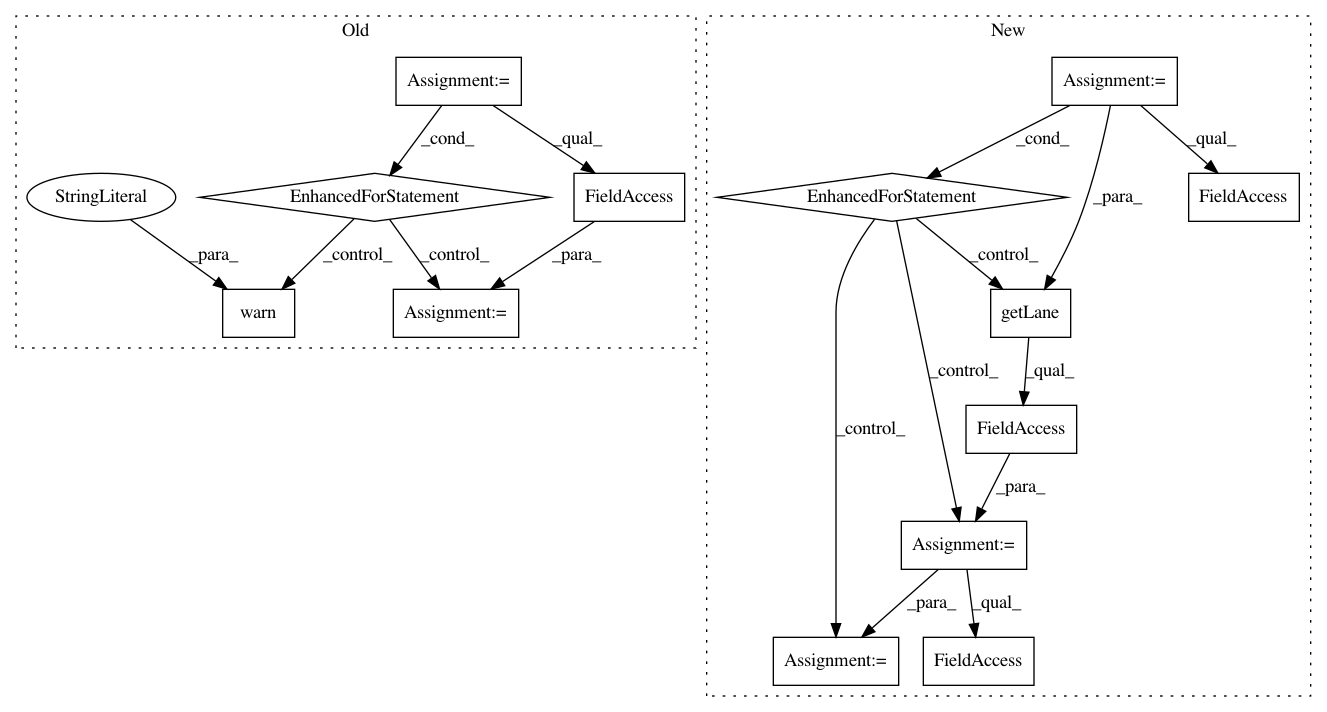 Old
Assignment:=
_cond_
_qual_
StringLiteral
EnhancedForStatement
FieldAccess
_para_
_control_
_control_
_para_
warn
Assignment:=
New
Assignment:=
_cond_
_para_
_qual_
EnhancedForStatement
FieldAccess
_control_
getLane
_control_
_qual_
_control_
FieldAccess
_para_
Assignment:=
_para_
_qual_
Assignment:=
FieldAccess